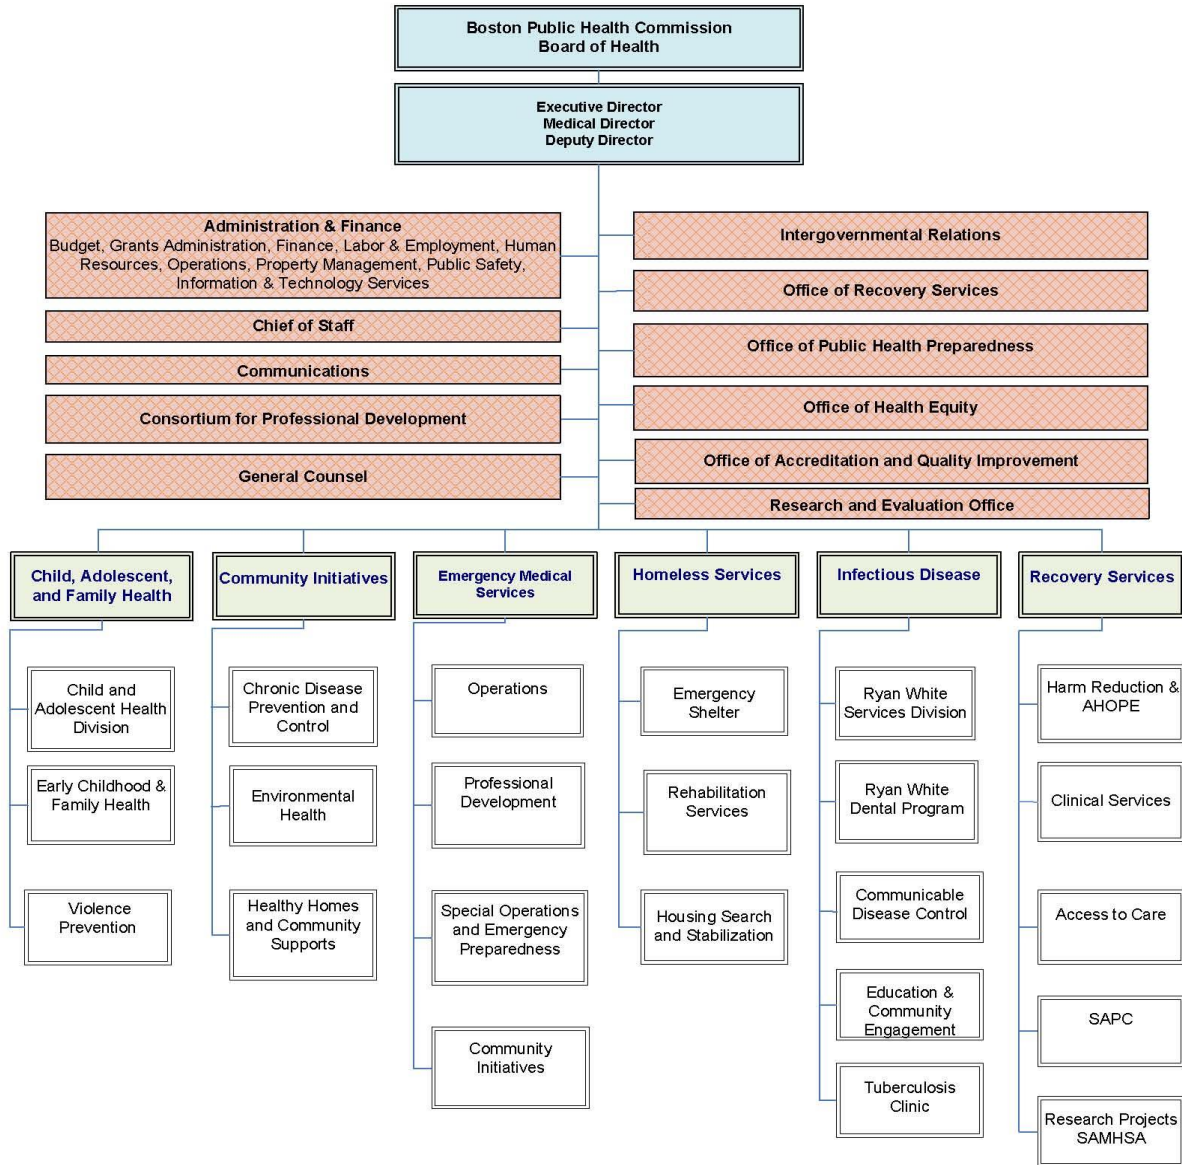 Boston Public Health Commission
Board of Health
Executive Director
Medical Director
Deputy Director
Administration & Finance
Budget, Grants Administration, Finance, Labor & Employment, Human
Resources, Operations, Property Management, Public Safety,
Information & Technology Services
Chief of Staff
Communications
Consortium for Professional Development
General Counsel
Intergovernmental Relations
Office of Recovery Services
Office of Public Health Preparedness
Office of Health Equity
Office of Accreditation and Quality Improvement
Research and Evaluation Office
Child, Adolescent,
and Family Health
Child and
Adolescent Health
Division
Early Childhood &
Family Health
Violence
Prevention
Community Initiatives
Chronic Disease
Prevention and
Control
Environmental
Health
Healthy Homes
and Community
Supports
Emergency Medical
Services
Operations
Professional
Development
Special Operations
and Emergency
Preparedness
Community
Initiatives
Homeless Services
Emergency
Shelter
Rehabilitation
Services
Housing Search
and Stabilization
Infectious Disease
Ryan White
Services Division
Ryan White
Dental Program
Communicable
Disease Control
Education &
Community
Engagement
Tuberculosis
Clinic
Recovery Services
Harm Reduction &
AHOPE
Clinical Services
Access to Care
SAPC
Research Projects
SAMHSA